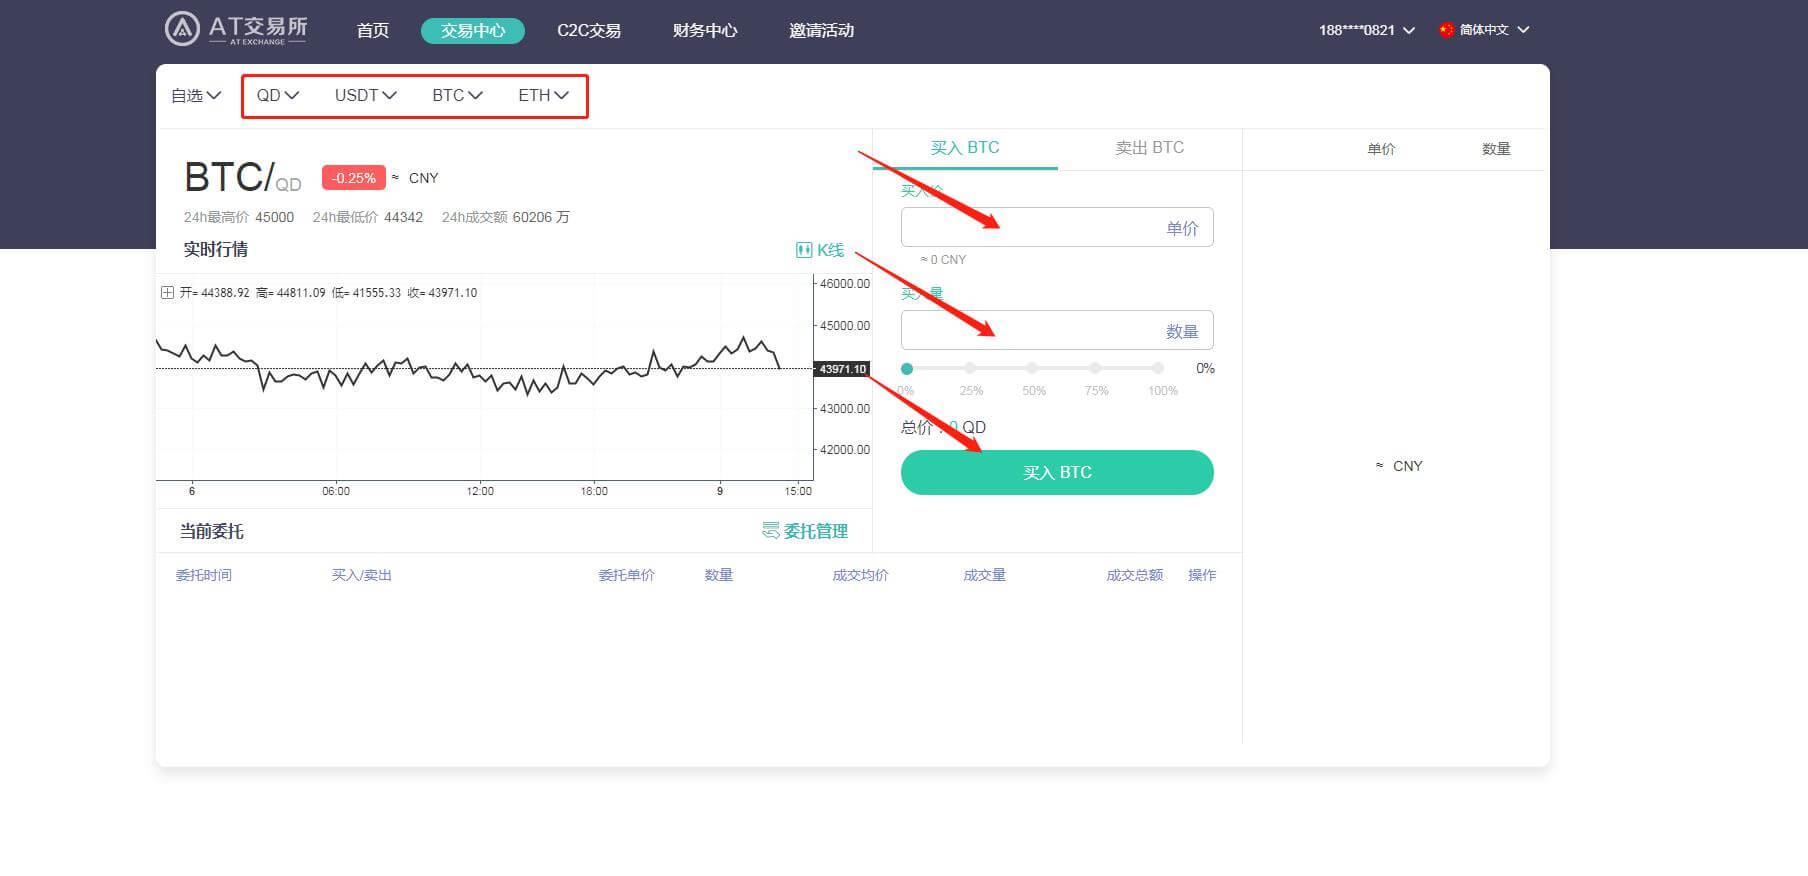 AT交易所
AT EXCHANGE
首页 交易中心 C2C交易 财务中心 邀请活动 188****0821 简体中文
自选 QD USDT BTC ETH
BTC/QD -0.25% ≈ CNY
24h最高价 45000 24h最低价 44342 24h成交额 60206 万
实时行情 K线
开= 44388.92 高= 44811.09 低= 41555.33 收= 43971.10
46000.00
45000.00
43971.10
43000.00
42000.00
6 06:00 12:00 18:00 9 15:00
买入 BTC 卖出 BTC
买入价
单价
≈ 0 CNY
买入量
数量
0%
0% 25% 50% 75% 100%
总价：0 QD
买入 BTC
单价 数量
≈ CNY
当前委托 委托管理
委托时间 买入/卖出 委托单价 数量 成交均价 成交量 成交总额 操作